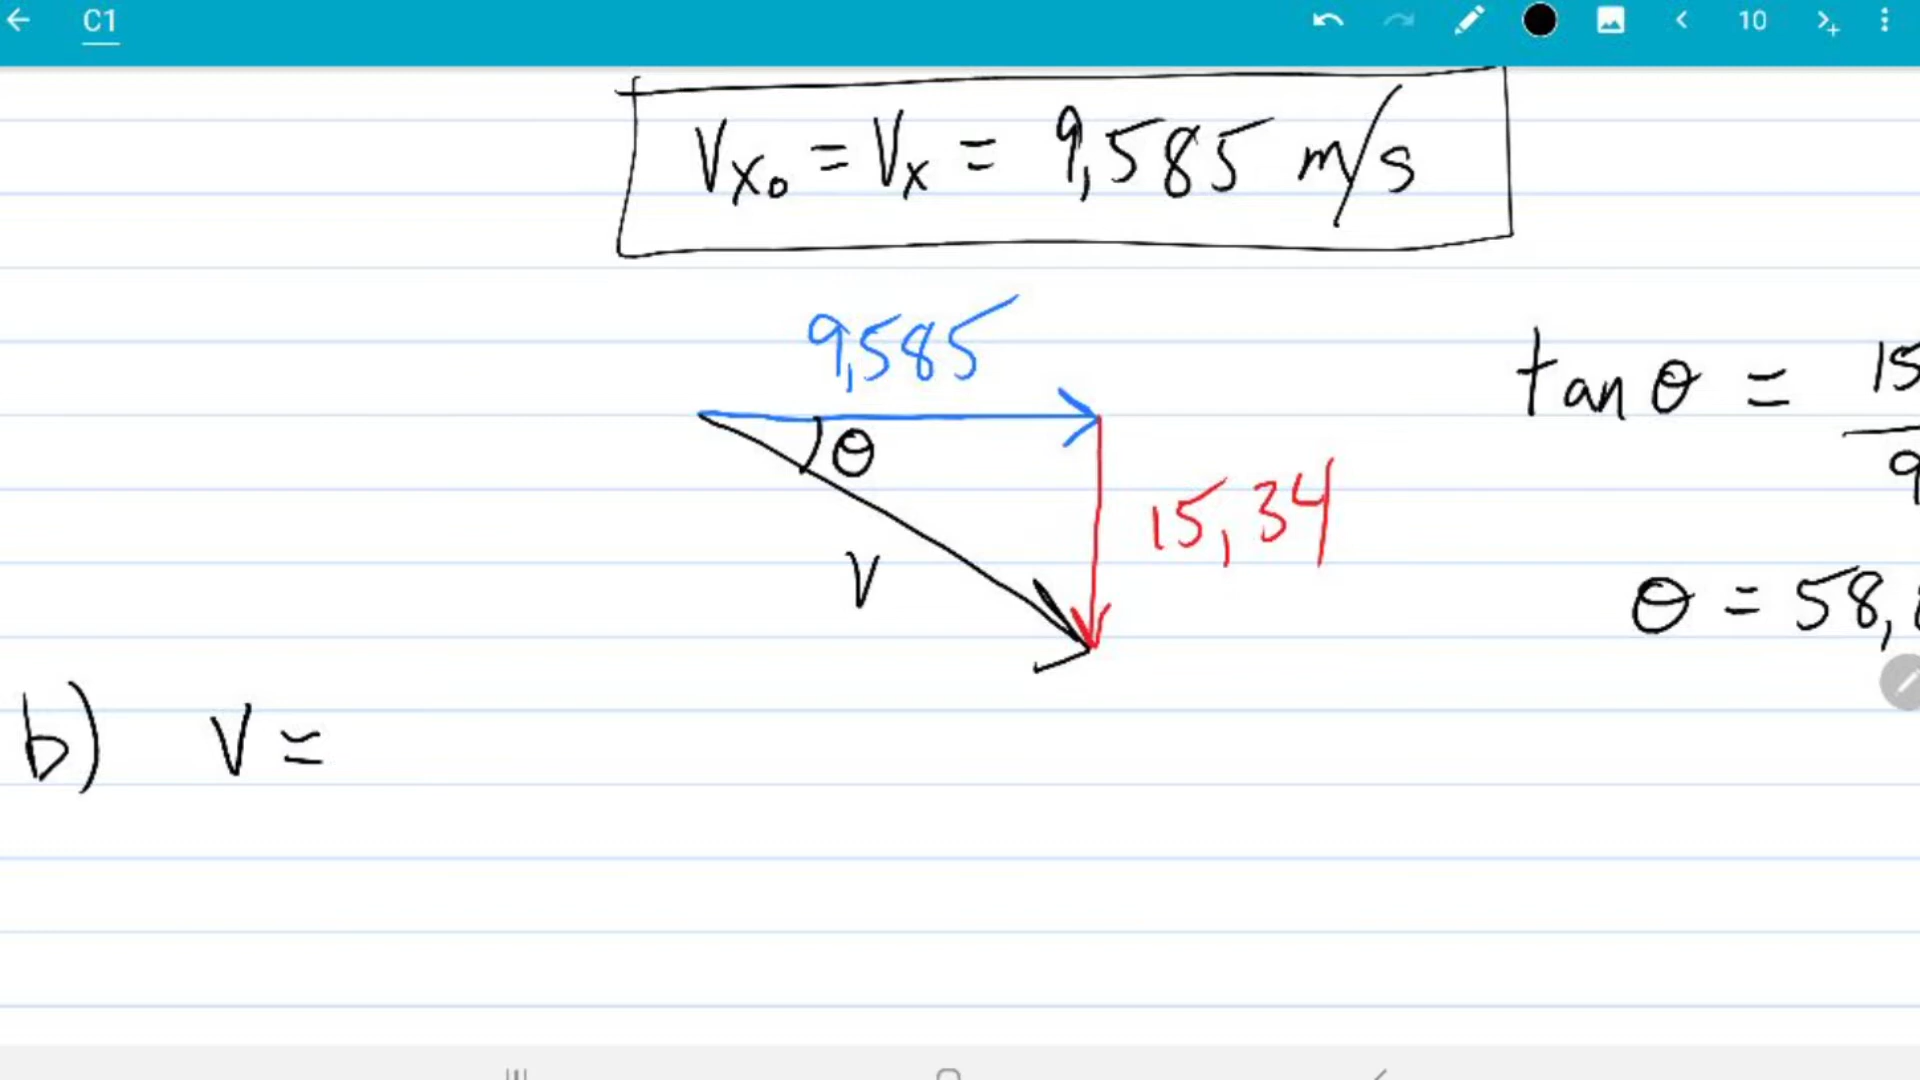 C1
10
Vx₀ = Vx = 9,585 m/s
9,585
θ
tan θ = 15
9
15,34
V
θ = 58,
b) V =